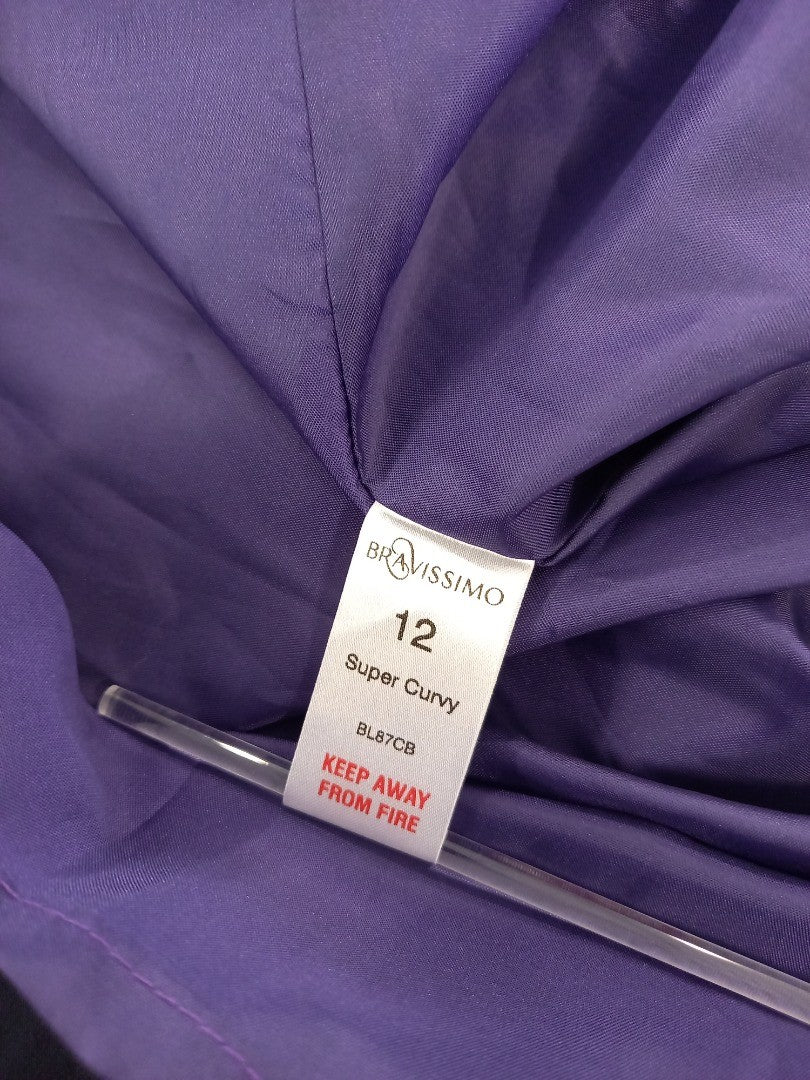 BRAVISSIMO
12
Super Curvy
BL87CB
KEEP AWAY
FROM FIRE